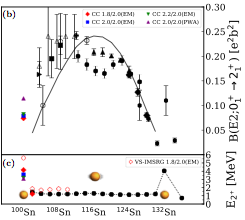 (b)
CC 1.8/2.0(EM)
CC 2.0/2.0(EM)
CC 2.2/2.0(EM)
CC 2.0/2.0(PWA)
0.30
0.25
0.20
0.15
0.10
0.05
B(E2;0₁⁺→2₁⁺) [e²b²]
(c)
VS-IMSRG 1.8/2.0(EM)
6
5
4
3
2
1
0
E₂⁺ [MeV]
¹⁰⁰Sn
¹⁰⁸Sn
¹¹⁶Sn
¹²⁴Sn
¹³²Sn